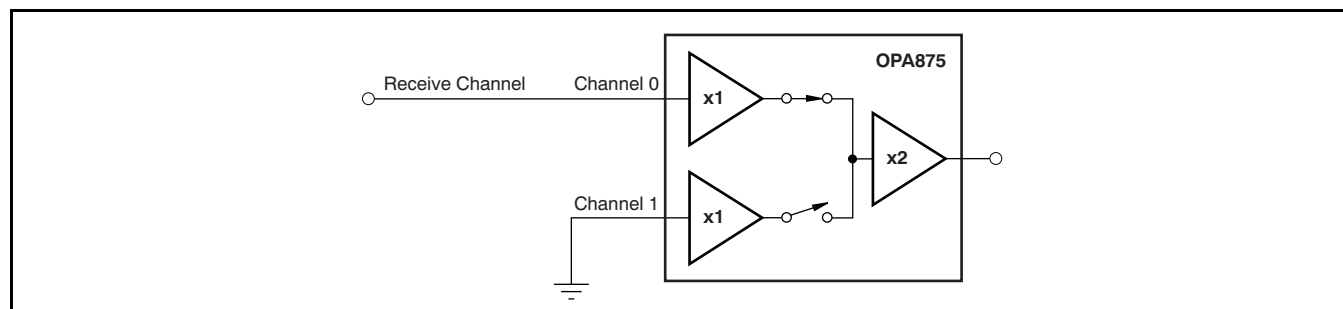 OPA875
Receive Channel
Channel 0
x1
x2
Channel 1
x1